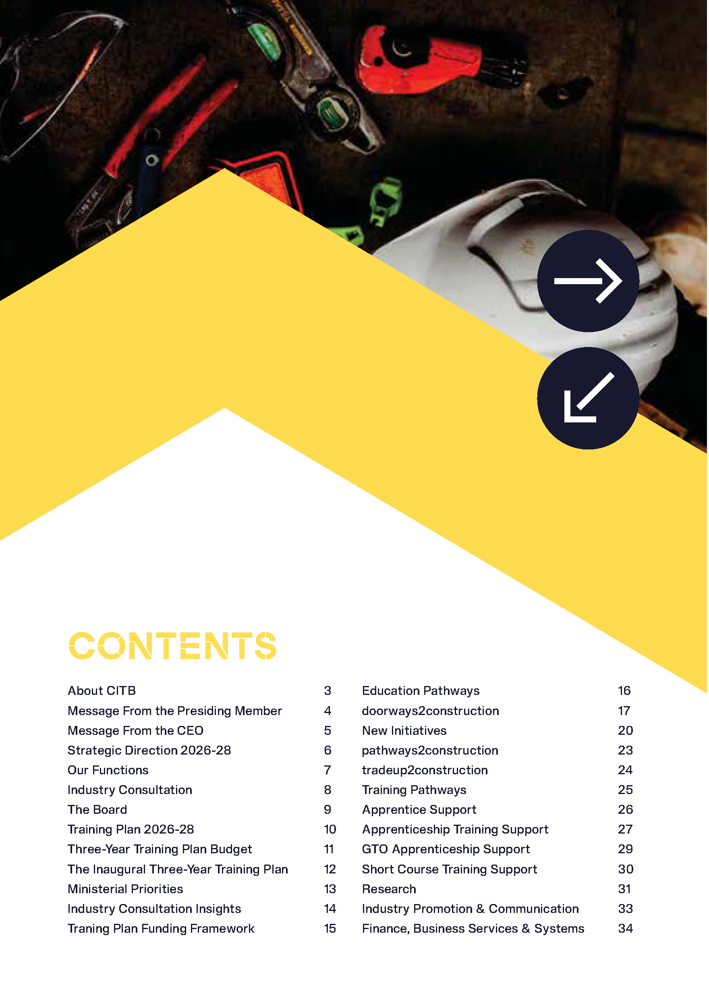 CONTENTS
About CITB 3
Message From the Presiding Member 4
Message From the CEO 5
Strategic Direction 2026-28 6
Our Functions 7
Industry Consultation 8
The Board 9
Training Plan 2026-28 10
Three-Year Training Plan Budget 11
The Inaugural Three-Year Training Plan 12
Ministerial Priorities 13
Industry Consultation Insights 14
Traning Plan Funding Framework 15
Education Pathways 16
doorways2construction 17
New Initiatives 20
pathways2construction 23
tradeup2construction 24
Training Pathways 25
Apprentice Support 26
Apprenticeship Training Support 27
GTO Apprenticeship Support 29
Short Course Training Support 30
Research 31
Industry Promotion & Communication 33
Finance, Business Services & Systems 34